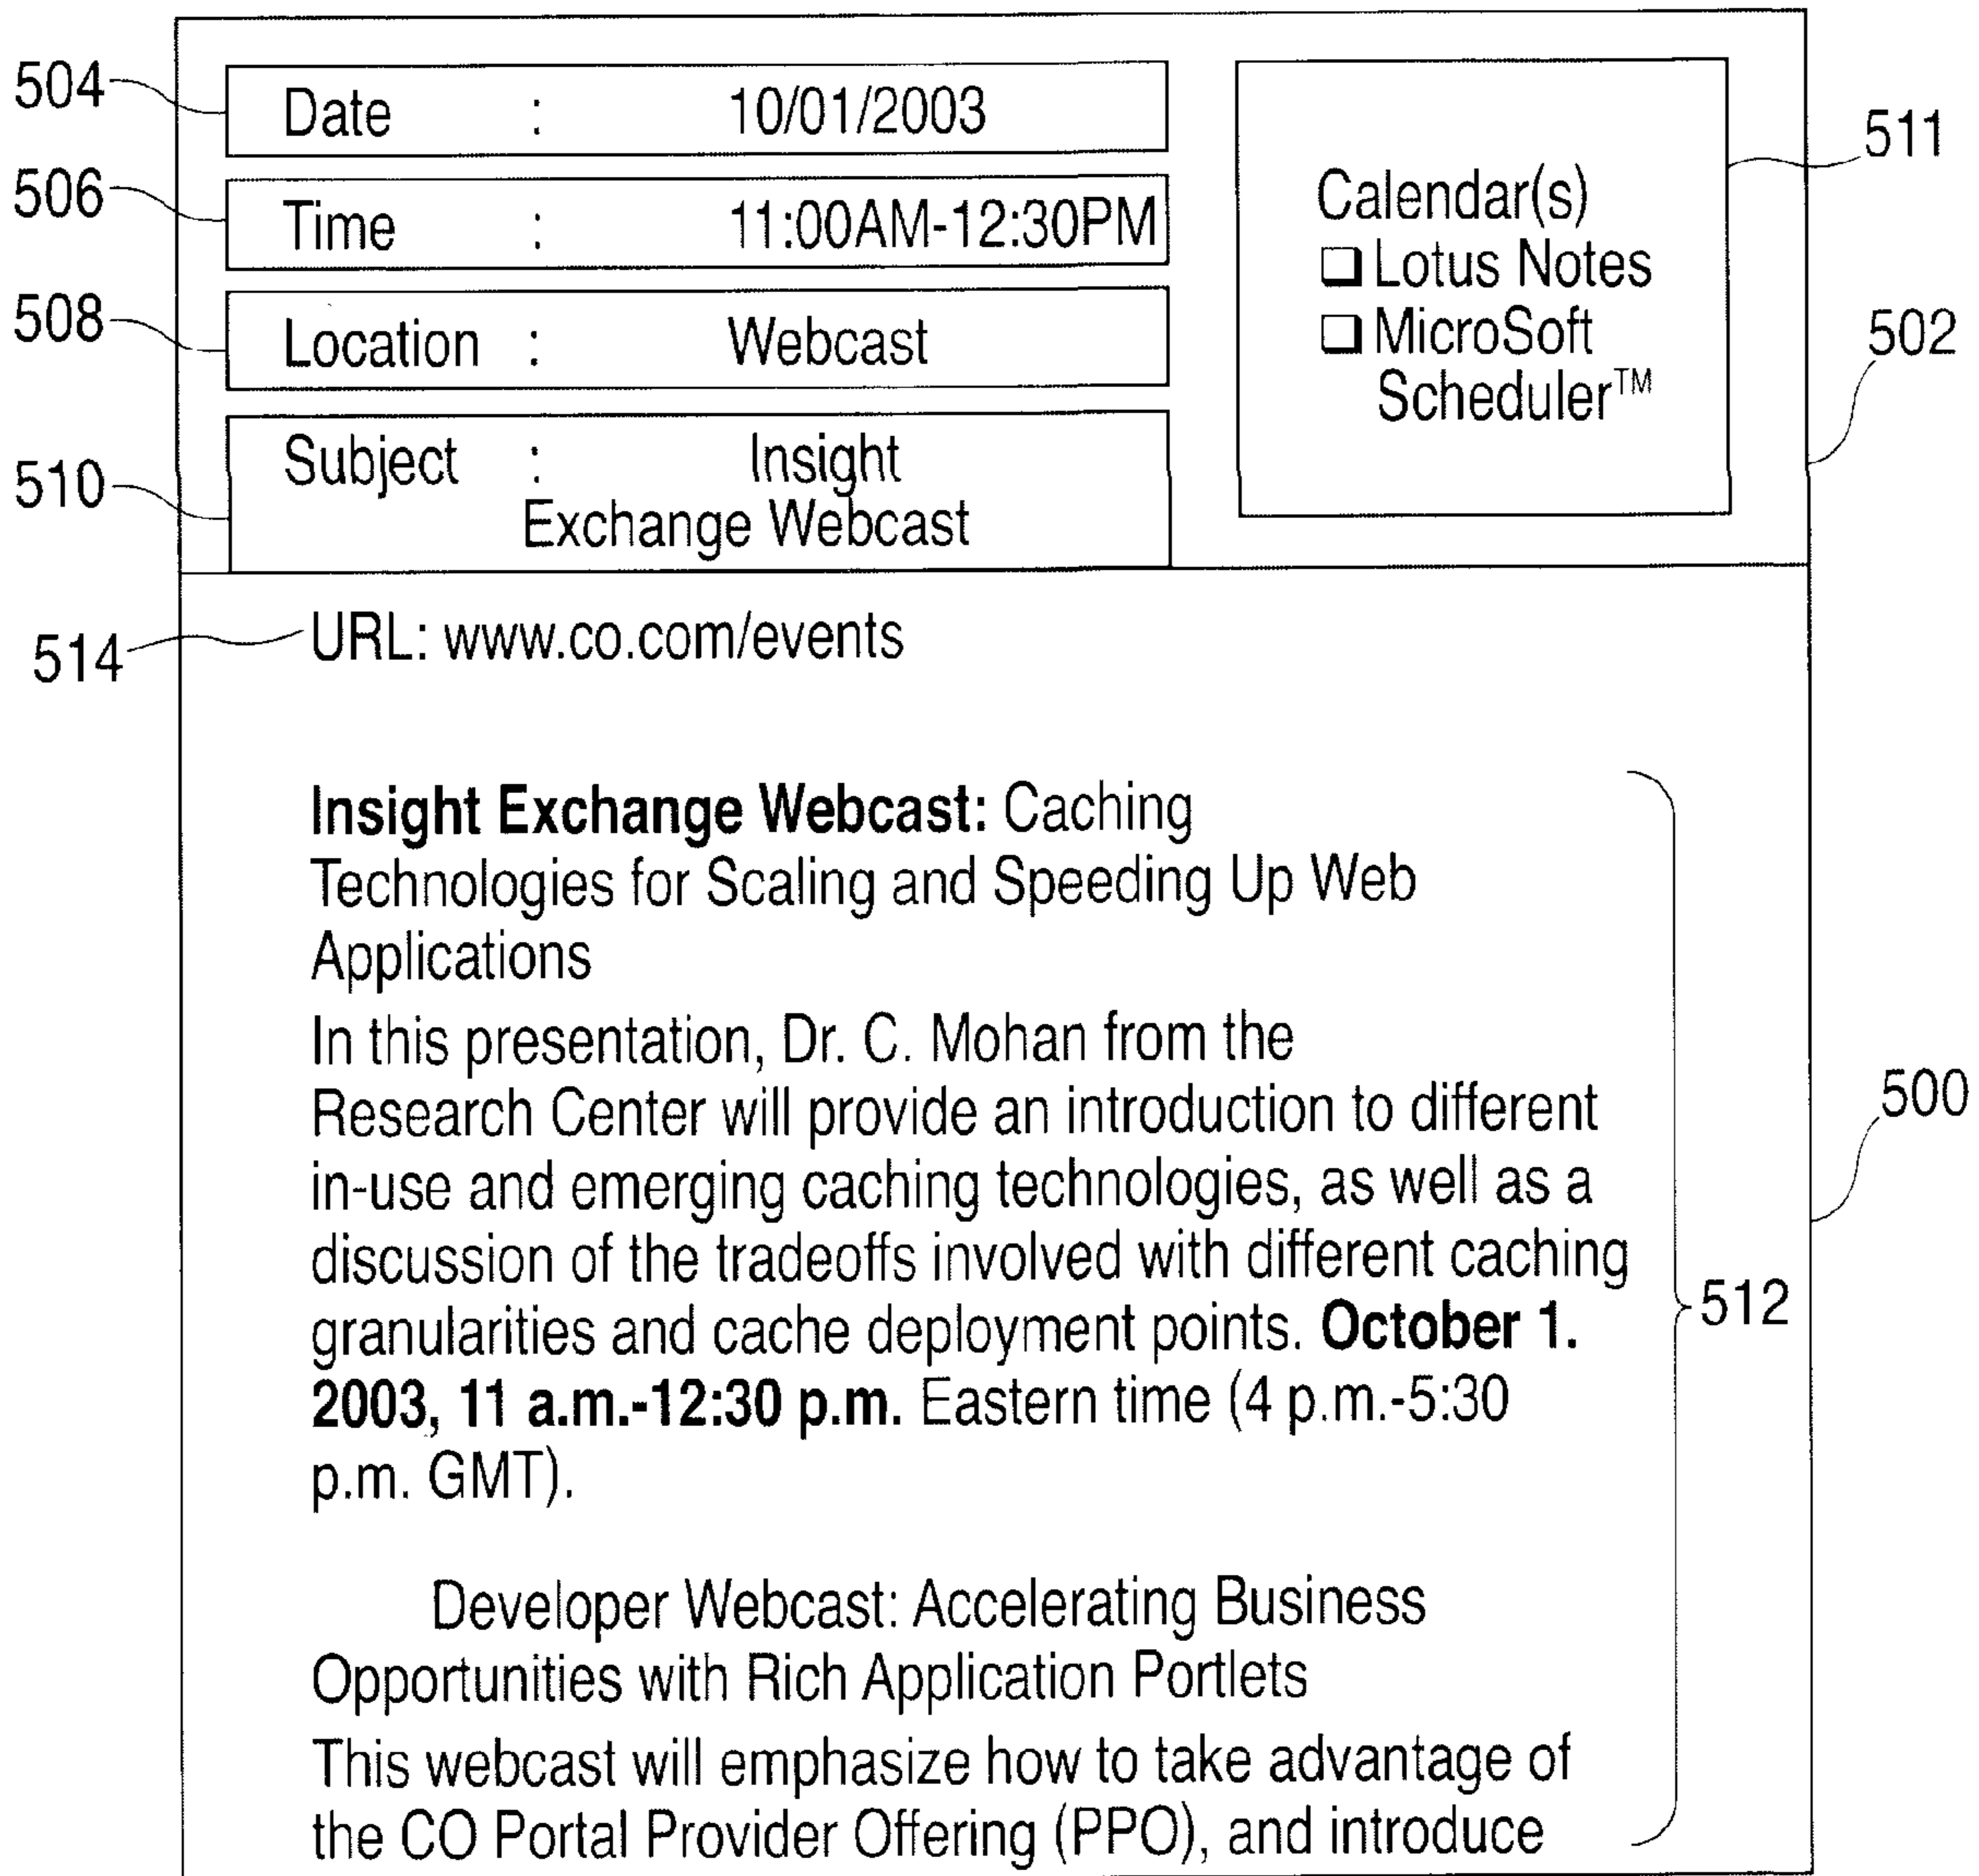 504
Date : 10/01/2003
506
Time : 11:00AM-12:30PM
508
Location : Webcast
510
Subject : Insight
Exchange Webcast
Calendar(s)
❑ Lotus Notes
❑ MicroSoft
Scheduler™
511
502
514
URL: www.co.com/events
Insight Exchange Webcast: Caching
Technologies for Scaling and Speeding Up Web
Applications
In this presentation, Dr. C. Mohan from the
Research Center will provide an introduction to different
in-use and emerging caching technologies, as well as a
discussion of the tradeoffs involved with different caching
granularities and cache deployment points. October 1.
2003, 11 a.m.-12:30 p.m. Eastern time (4 p.m.-5:30
p.m. GMT).
Developer Webcast: Accelerating Business
Opportunities with Rich Application Portlets
This webcast will emphasize how to take advantage of
the CO Portal Provider Offering (PPO), and introduce
500
512